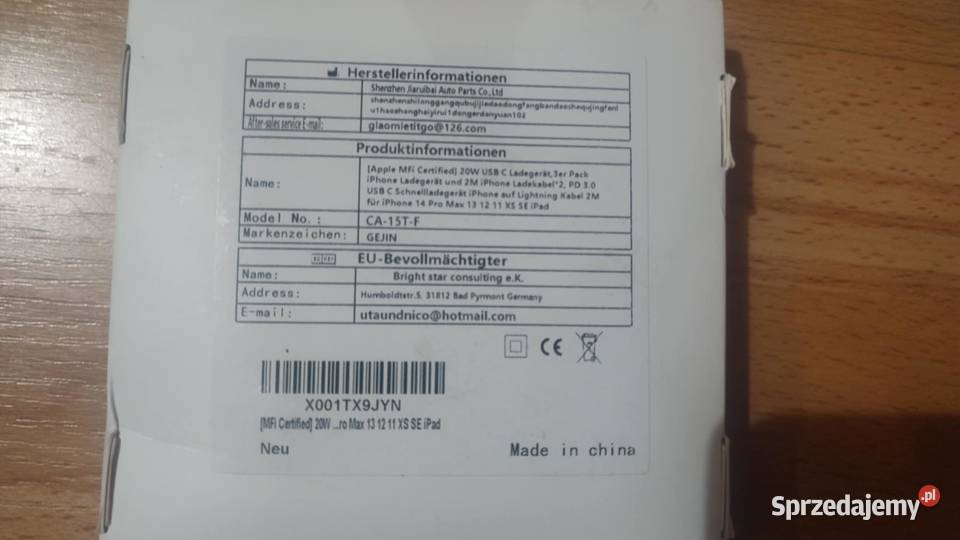 Herstellerinformationen
Name: Shenzhen Jiaruibai Auto Parts Co., Ltd
Address: shenzhenshilonggangqubujijiedaodongfangbandaoshequjingfanl
u1haozhonghaiyirui1dongerdanyuan102
After-sales service E-mail: glaomietitgo@126.com
Produktinformationen
Name: [Apple MFi Certified] 20W USB C Ladegerät,3er Pack
iPhone Ladegerät und 2M iPhone Ladekabel*2, PD 3.0
USB C Schnellladegerät iPhone auf Lightning Kabel 2M
für iPhone 14 Pro Max 13 12 11 XS SE iPad
Model No.: CA-15T-F
Markenzeichen: GEJIN
EU-Bevollmächtigter
Name: Bright star consulting e.K.
Address: Humboldtstr.5, 31812 Bad Pyrmont Germany
E-mail: utaundnico@hotmail.com
CE
X001TX9JYN
[MFi Certified] 20W ...ro Max 13 12 11 XS SE iPad
Neu
Made in china
Sprzedajemy.pl